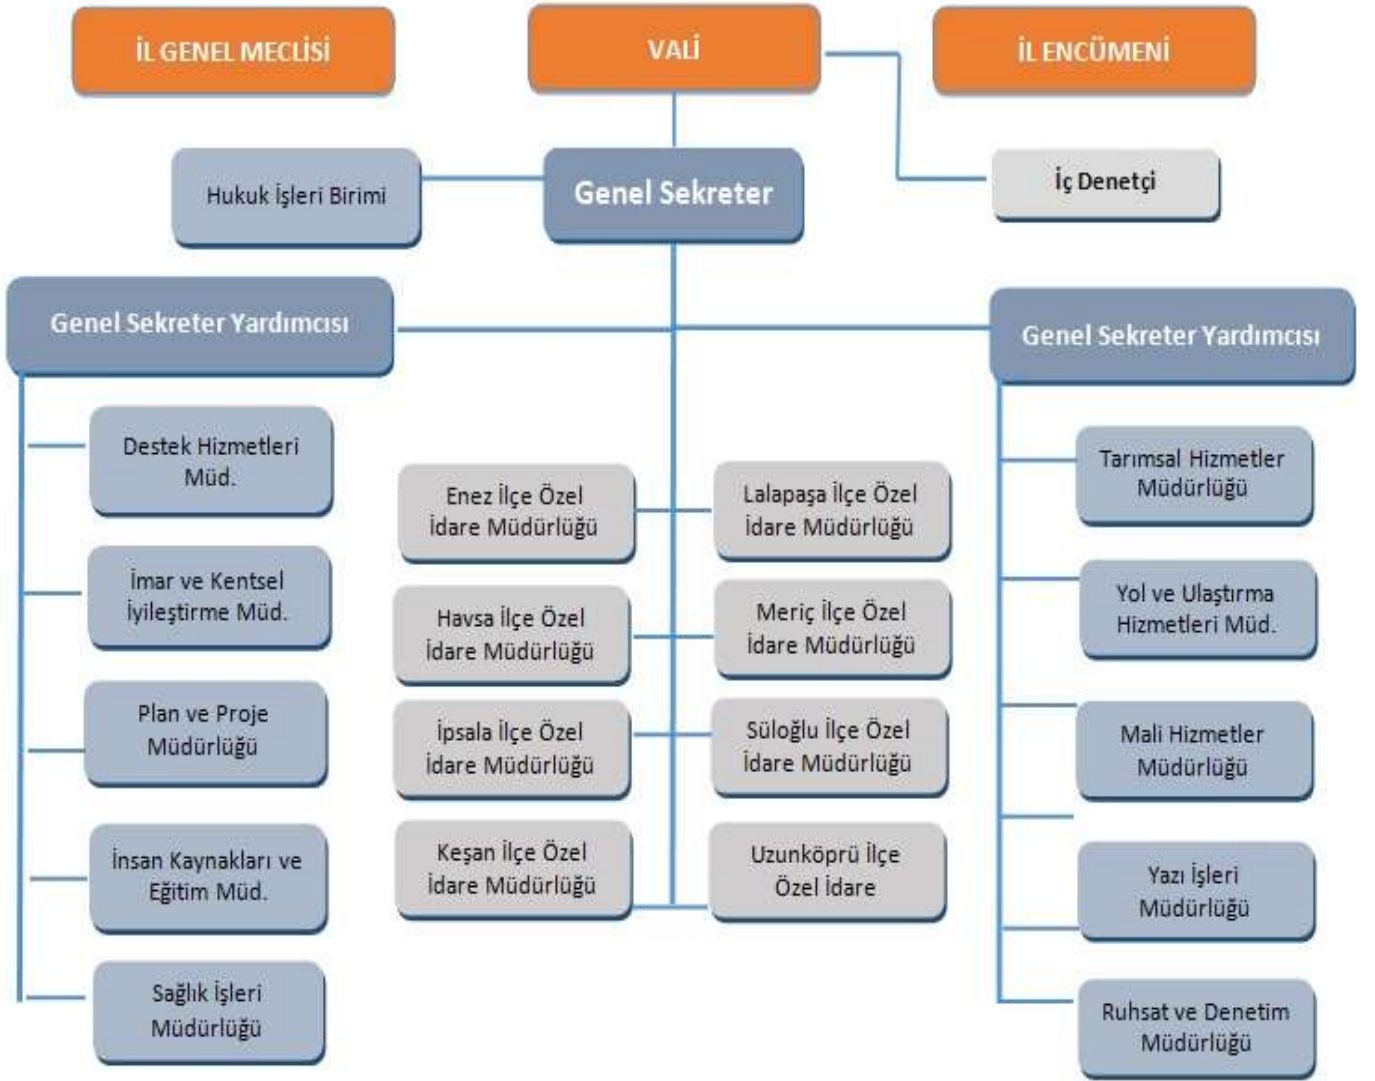 İL GENEL MECLİSİ
VALİ
İL ENCÜMENİ
Hukuk İşleri Birimi
Genel Sekreter
İç Denetçi
Genel Sekreter Yardımcısı
Genel Sekreter Yardımcısı
Destek Hizmetleri
Müd.
İmar ve Kentsel
İyileştirme Müd.
Plan ve Proje
Müdürlüğü
İnsan Kaynakları ve
Eğitim Müd.
Sağlık İşleri
Müdürlüğü
Enez İlçe Özel
İdare Müdürlüğü
Lalapaşa İlçe Özel
İdare Müdürlüğü
Havsa İlçe Özel
İdare Müdürlüğü
Meriç İlçe Özel
İdare Müdürlüğü
İpsala İlçe Özel
İdare Müdürlüğü
Süloğlu İlçe Özel
İdare Müdürlüğü
Keşan İlçe Özel
İdare Müdürlüğü
Uzunköprü İlçe
Özel İdare
Tarımsal Hizmetler
Müdürlüğü
Yol ve Ulaştırma
Hizmetleri Müd.
Mali Hizmetler
Müdürlüğü
Yazı İşleri
Müdürlüğü
Ruhsat ve Denetim
Müdürlüğü